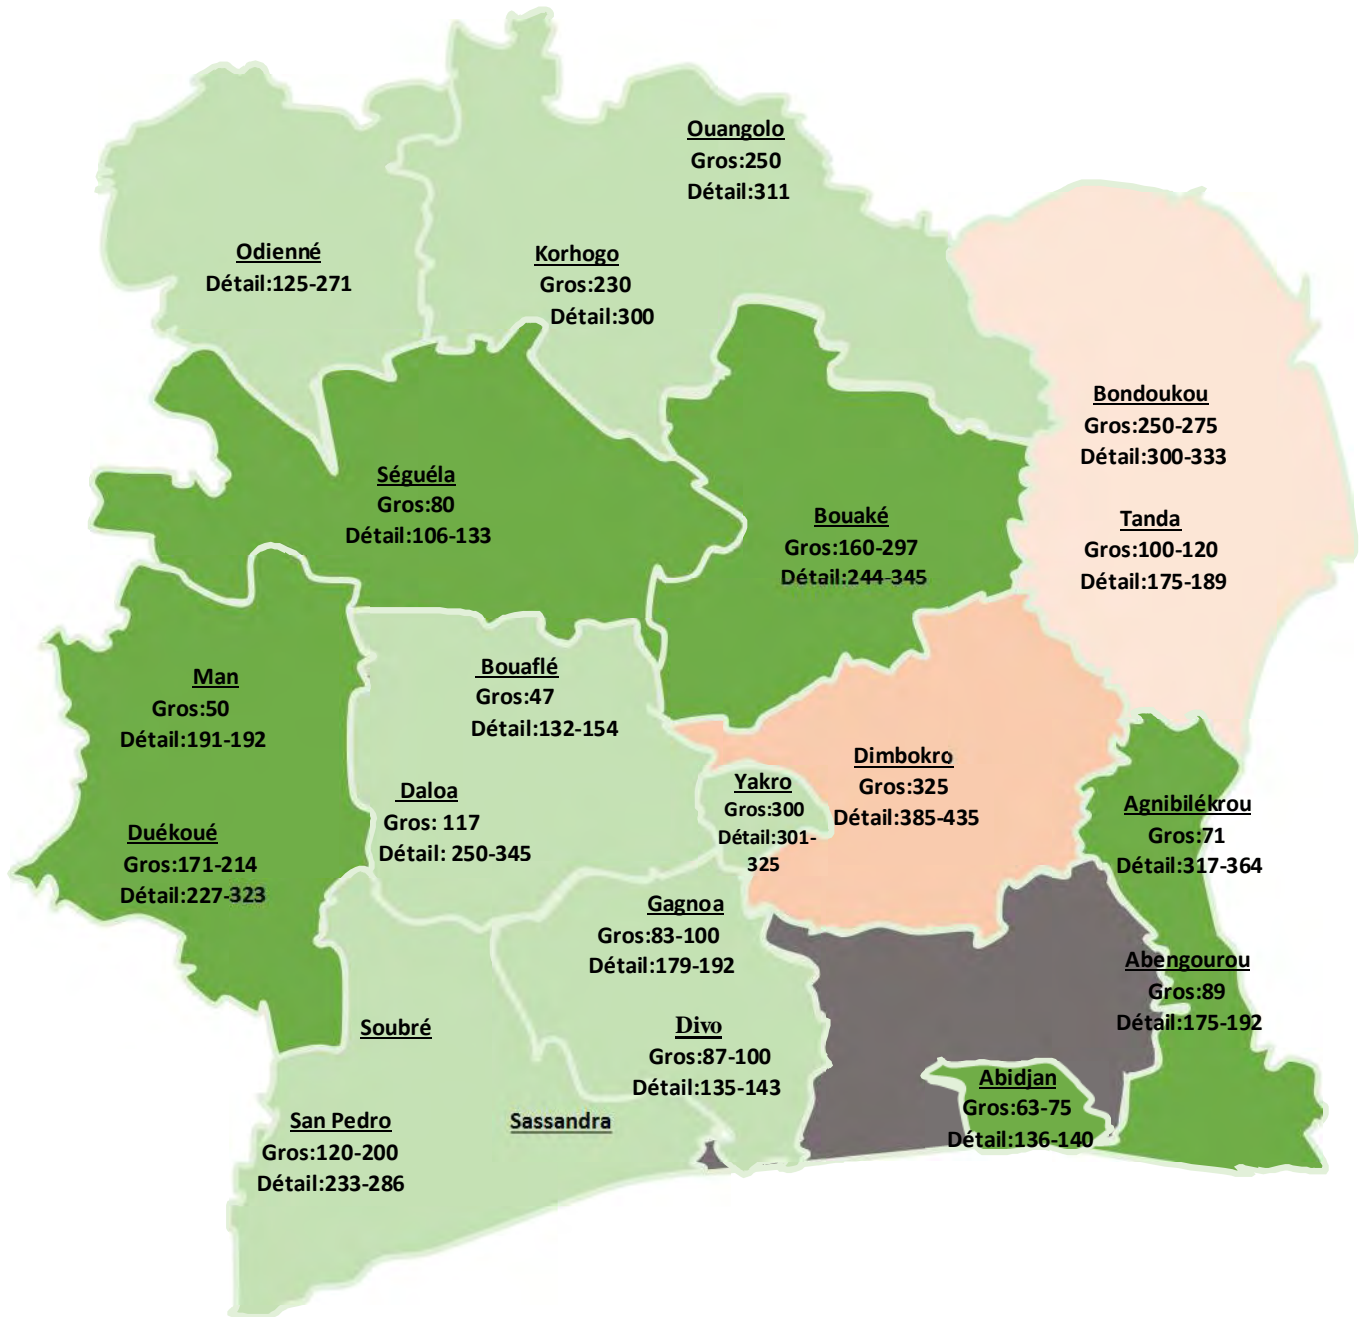 Ouangolo
Gros:250
Détail:311
Odienné
Détail:125-271
Korhogo
Gros:230
Détail:300
Bondoukou
Gros:250-275
Détail:300-333
Séguéla
Gros:80
Détail:106-133
Bouaké
Gros:160-297
Détail:244-345
Tanda
Gros:100-120
Détail:175-189
Man
Gros:50
Détail:191-192
Bouaflé
Gros:47
Détail:132-154
Daloa
Gros: 117
Détail: 250-345
Yakro
Gros:300
Détail:301-
325
Dimbokro
Gros:325
Détail:385-435
Agnibilékrou
Gros:71
Détail:317-364
Duékoué
Gros:171-214
Détail:227-323
Gagnoa
Gros:83-100
Détail:179-192
Abengourou
Gros:89
Détail:175-192
Soubré
Divo
Gros:87-100
Détail:135-143
Abidjan
Gros:63-75
Détail:136-140
San Pedro
Gros:120-200
Détail:233-286
Sassandra